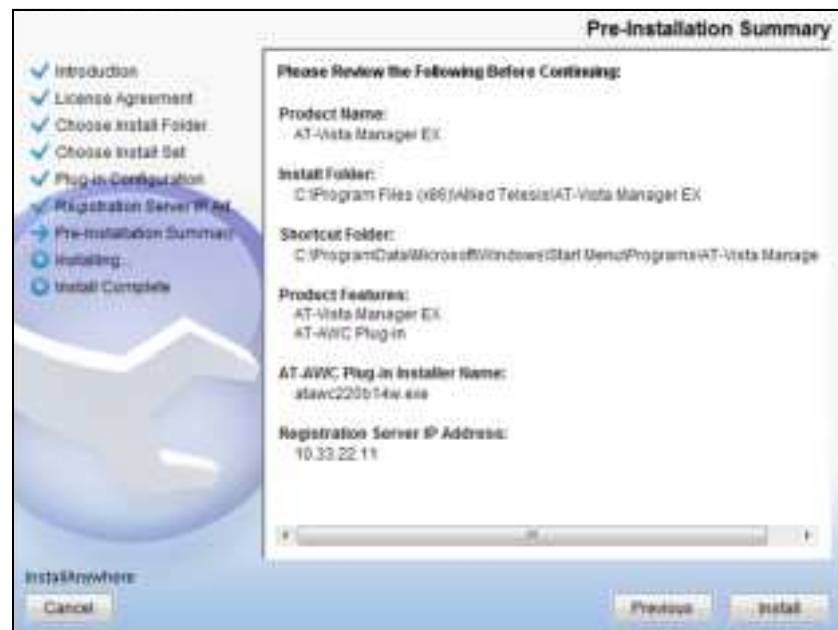 Pre-Installation Summary
Introduction
License Agreement
Choose Install Folder
Choose Install Set
Plug-in Configuration
Registration Server IP Ad
Pre-Installation Summary
Installing
Install Complete
Please Review the Following Before Continuing:
Product Name:
AT-Vista Manager EX
Install Folder:
C:\Program Files (x86)\Allied Telesis\AT-Vista Manager EX
Shortcut Folder:
C:\ProgramData\Microsoft\Windows\Start Menu\Programs\AT-Vista Manage
Product Features:
AT-Vista Manager EX
AT-AWC Plug-in
AT-AWC Plug-in Installer Name:
atawc220b14w.exe
Registration Server IP Address:
10.33.22.11
InstallAnywhere
Cancel
Previous
Install